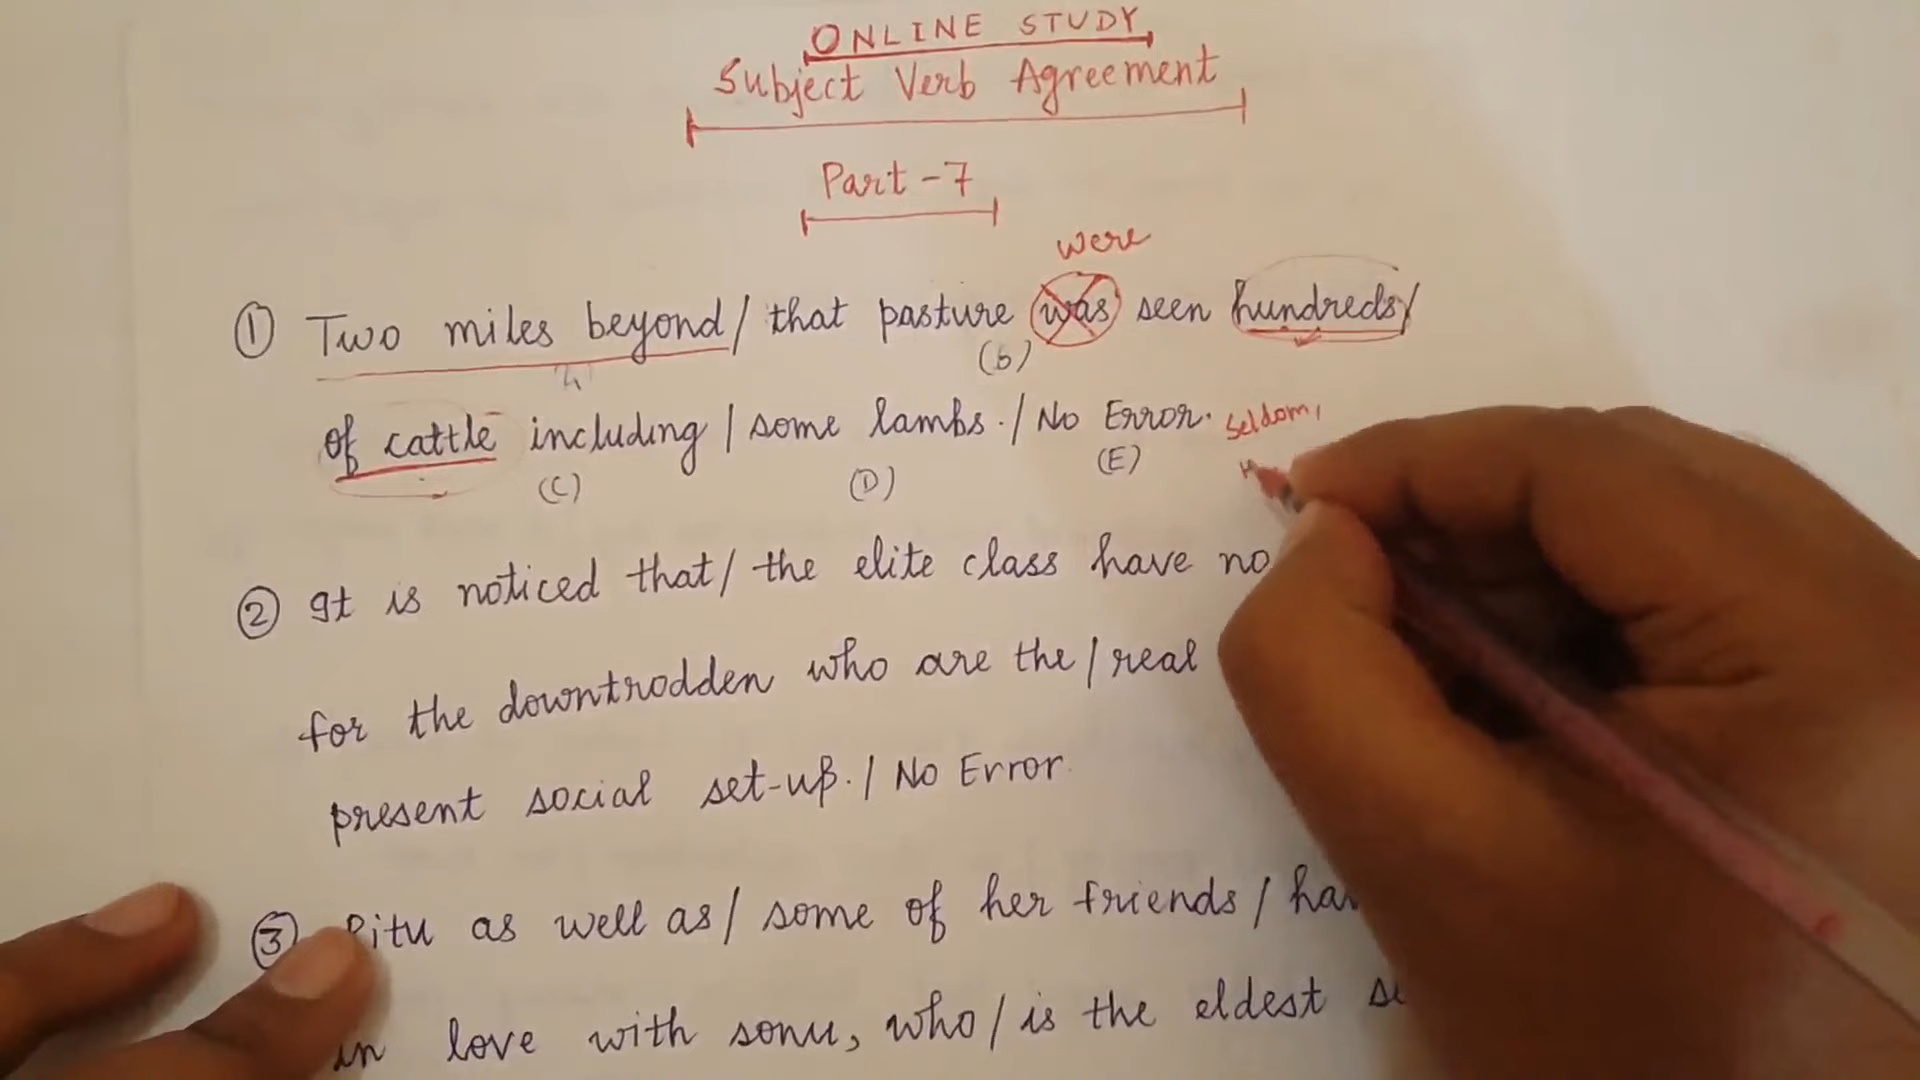 ONLINE STUDY
Subject Verb Agreement
Part-7
were
① Two miles beyond / that pasture was seen hundreds /
(B)
of cattle including / some lambs. / No Error. seldom,
(C) (D) (E)
② It is noticed that / the elite class have no
for the downtrodden who are the / real
present social set-up. / No Error
③ Ritu as well as / some of her friends /
in love with sonu, who / is the eldest